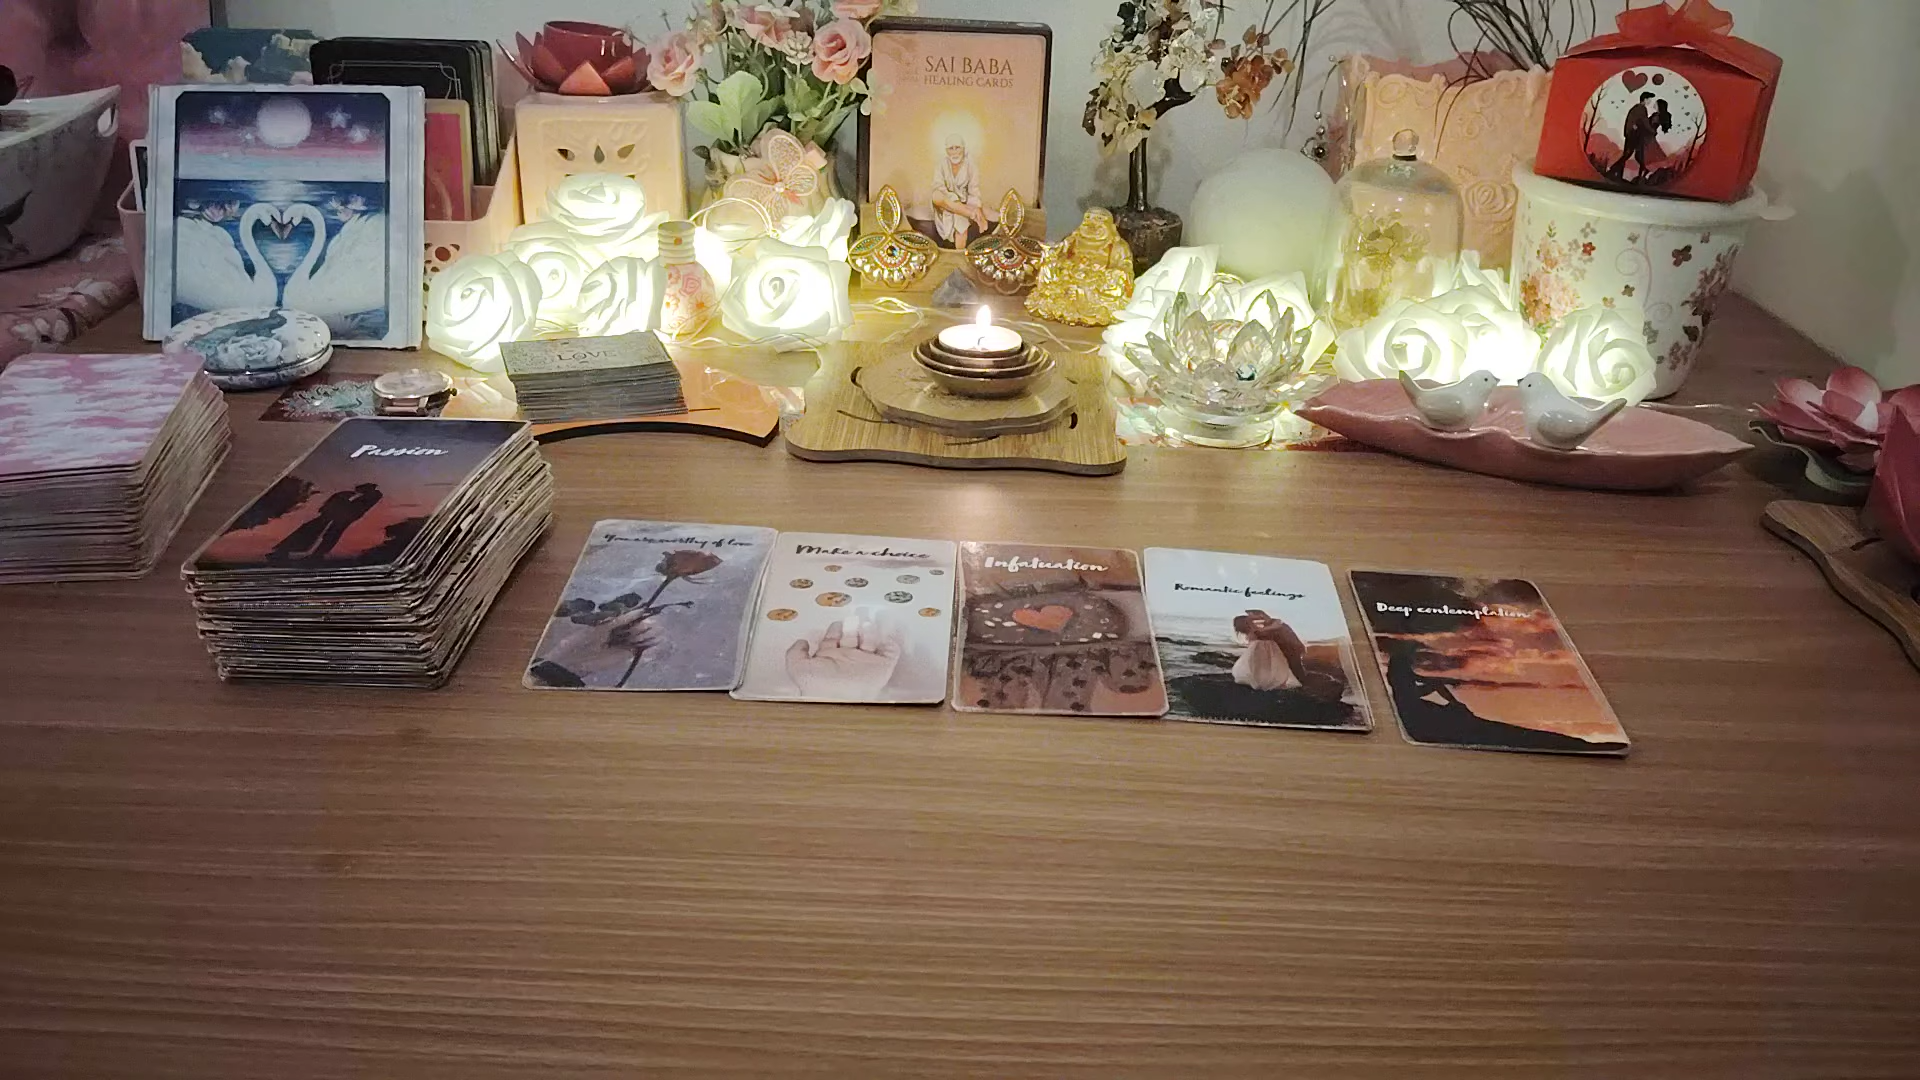 SAI BABA
HEALING CARDS
LOVE
Passion
You are worthy of love
Make a choice
Infatuation
Romantic feelings
Deep contemplation